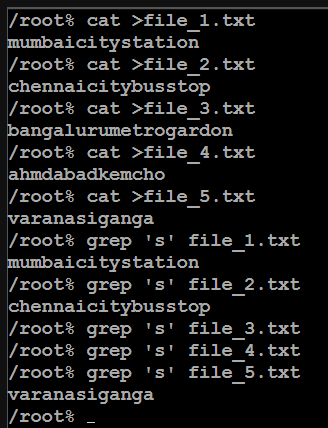 /root% cat >file_1.txt
mumbaicitystation
/root% cat >file_2.txt
chennaicitybusstop
/root% cat >file_3.txt
bangalurumetrogardon
/root% cat >file_4.txt
ahmdabadkemcho
/root% cat >file_5.txt
varanasiganga
/root% grep 's' file_1.txt
mumbaicitystation
/root% grep 's' file_2.txt
chennaicitybusstop
/root% grep 's' file_3.txt
/root% grep 's' file_4.txt
/root% grep 's' file_5.txt
varanasiganga
/root% _